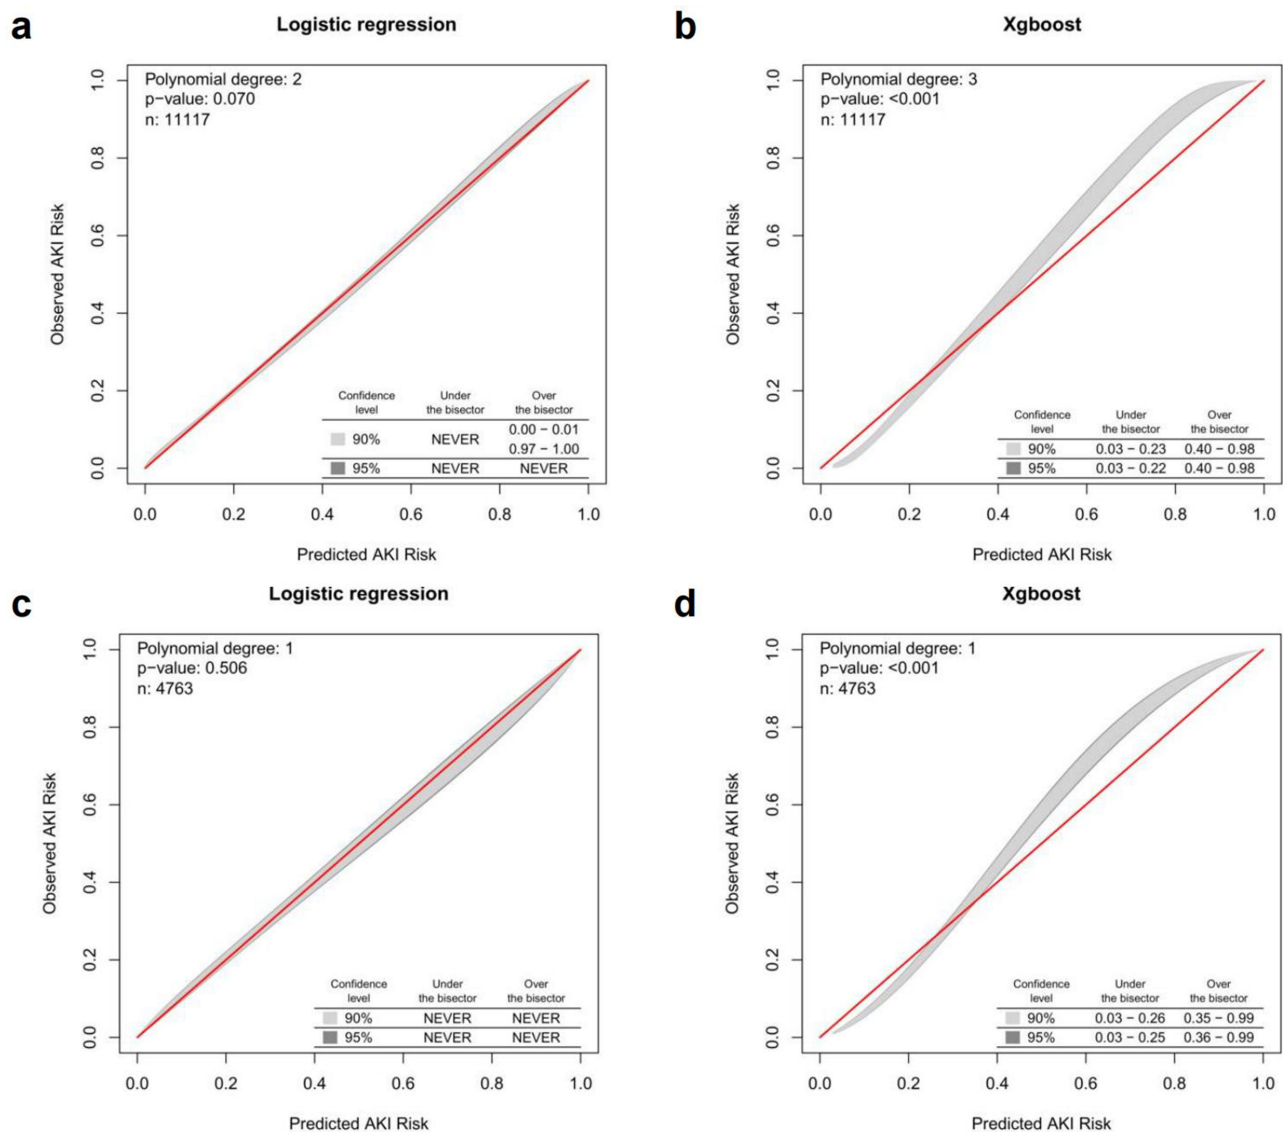 a
Logistic regression
Polynomial degree: 2
p−value: 0.070
n: 11117
Observed AKI Risk
1.0
0.8
0.6
0.4
0.2
0.0
Confidence level Under the bisector Over the bisector
90% NEVER 0.00 − 0.01
0.97 − 1.00
95% NEVER NEVER
0.0 0.2 0.4 0.6 0.8 1.0
Predicted AKI Risk
b
Xgboost
Polynomial degree: 3
p−value: <0.001
n: 11117
Observed AKI Risk
1.0
0.8
0.6
0.4
0.2
0.0
Confidence level Under the bisector Over the bisector
90% 0.03 − 0.23 0.40 − 0.98
95% 0.03 − 0.22 0.40 − 0.98
0.0 0.2 0.4 0.6 0.8 1.0
Predicted AKI Risk
c
Logistic regression
Polynomial degree: 1
p−value: 0.506
n: 4763
Observed AKI Risk
1.0
0.8
0.6
0.4
0.2
0.0
Confidence level Under the bisector Over the bisector
90% NEVER NEVER
95% NEVER NEVER
0.0 0.2 0.4 0.6 0.8 1.0
Predicted AKI Risk
d
Xgboost
Polynomial degree: 1
p−value: <0.001
n: 4763
Observed AKI Risk
1.0
0.8
0.6
0.4
0.2
0.0
Confidence level Under the bisector Over the bisector
90% 0.03 − 0.26 0.35 − 0.99
95% 0.03 − 0.25 0.36 − 0.99
0.0 0.2 0.4 0.6 0.8 1.0
Predicted AKI Risk